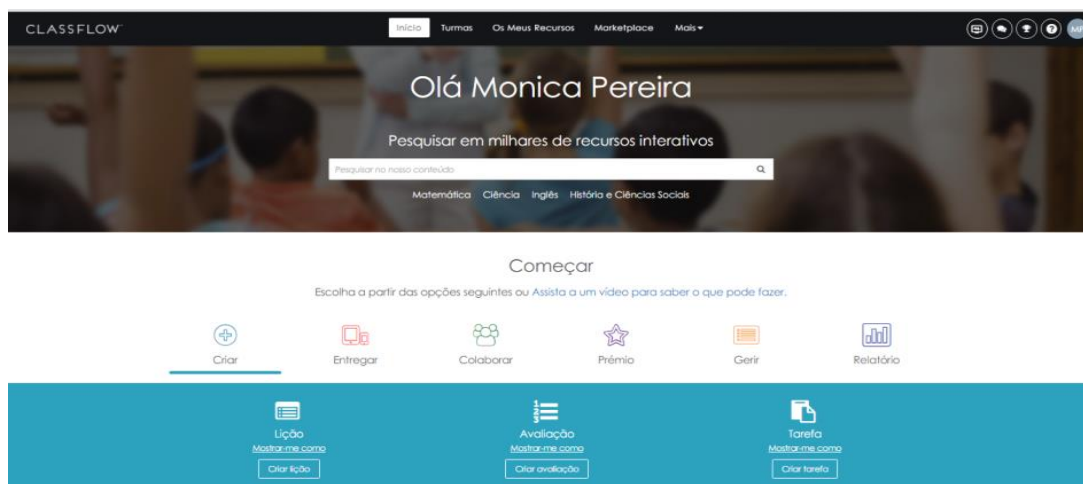 CLASSFLOW
Início Turmas Os Meus Recursos Marketplace Mais
Olá Monica Pereira
Pesquisar em milhares de recursos interativos
Pesquisar no nosso conteúdo
Matemática Ciência Inglês História e Ciências Sociais
Começar
Escolha a partir das opções seguintes ou Assista a um vídeo para saber o que pode fazer.
Criar Entregar Colaborar Prémio Gerir Relatório
Lição Avaliação Tarefa
Mostrar-me como Mostrar-me como Mostrar-me como
Criar lição Criar avaliação Criar tarefa